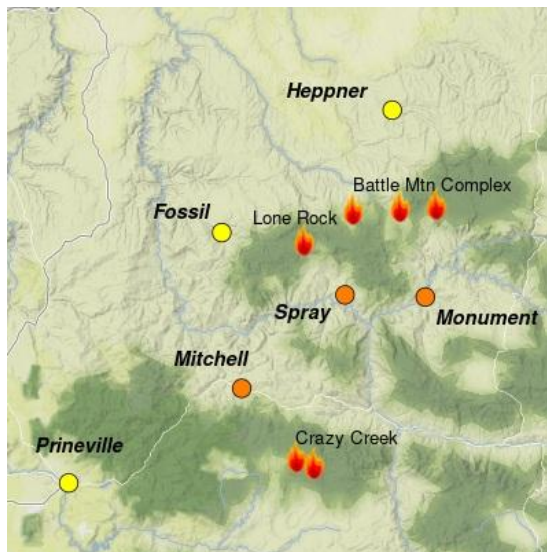 Heppner
Battle Mtn Complex
Fossil
Lone Rock
Spray
Monument
Mitchell
Crazy Creek
Prineville